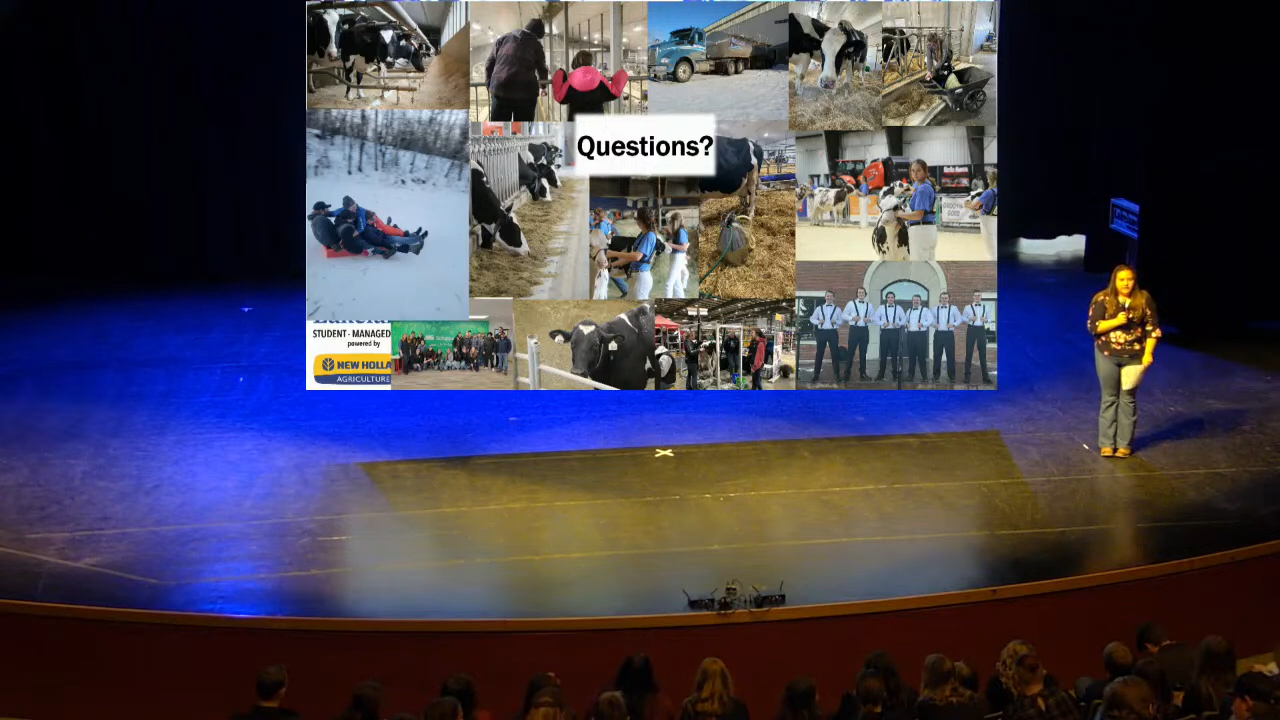 Questions?
STUDENT - MANAGED
powered by
NEW HOLLA
AGRICULTURE